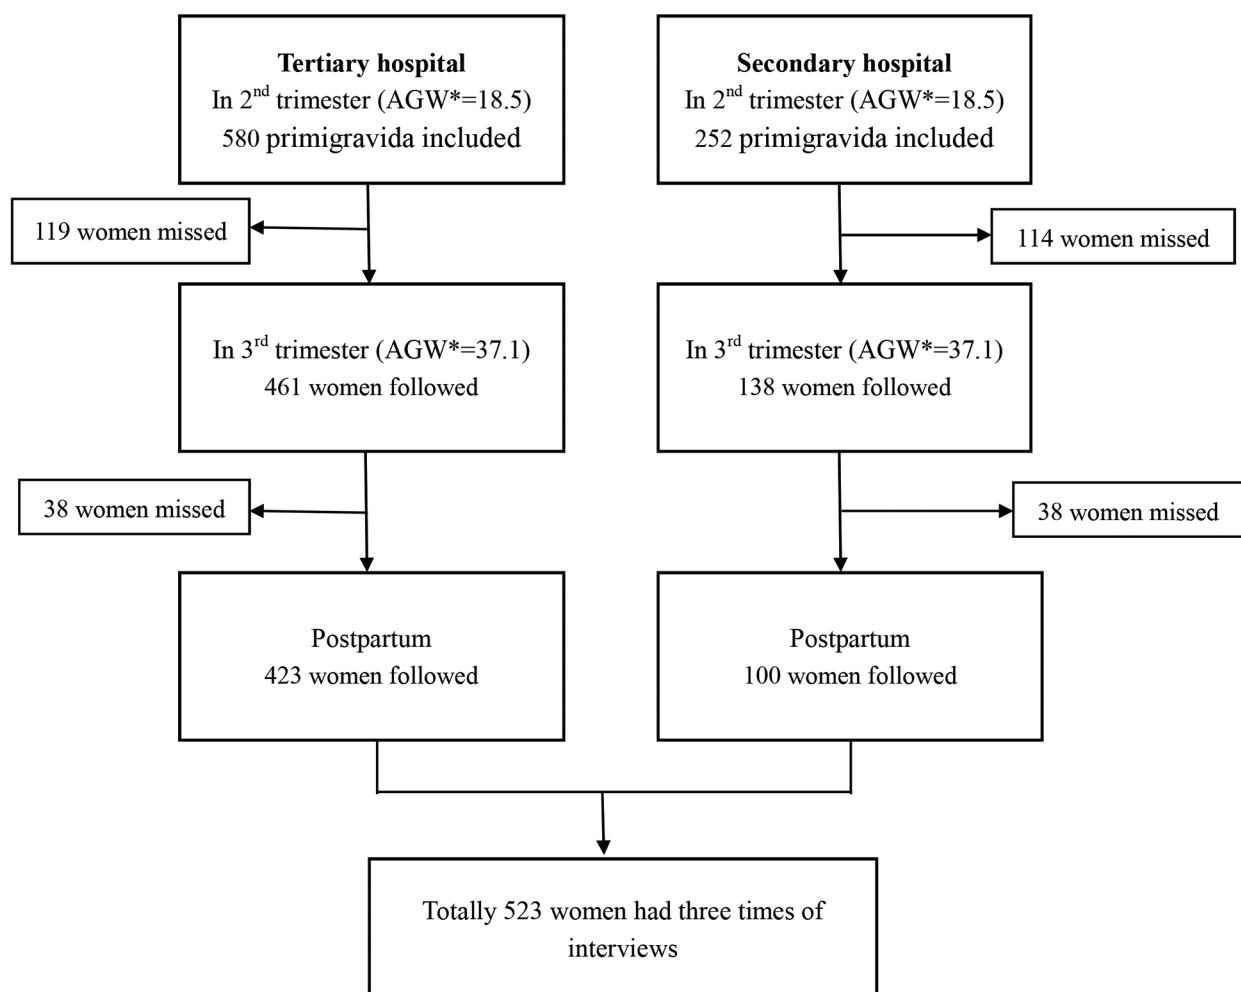 Tertiary hospital
In 2nd trimester (AGW*=18.5)
580 primigravida included
Secondary hospital
In 2nd trimester (AGW*=18.5)
252 primigravida included
119 women missed
114 women missed
In 3rd trimester (AGW*=37.1)
461 women followed
In 3rd trimester (AGW*=37.1)
138 women followed
38 women missed
38 women missed
Postpartum
423 women followed
Postpartum
100 women followed
Totally 523 women had three times of
interviews